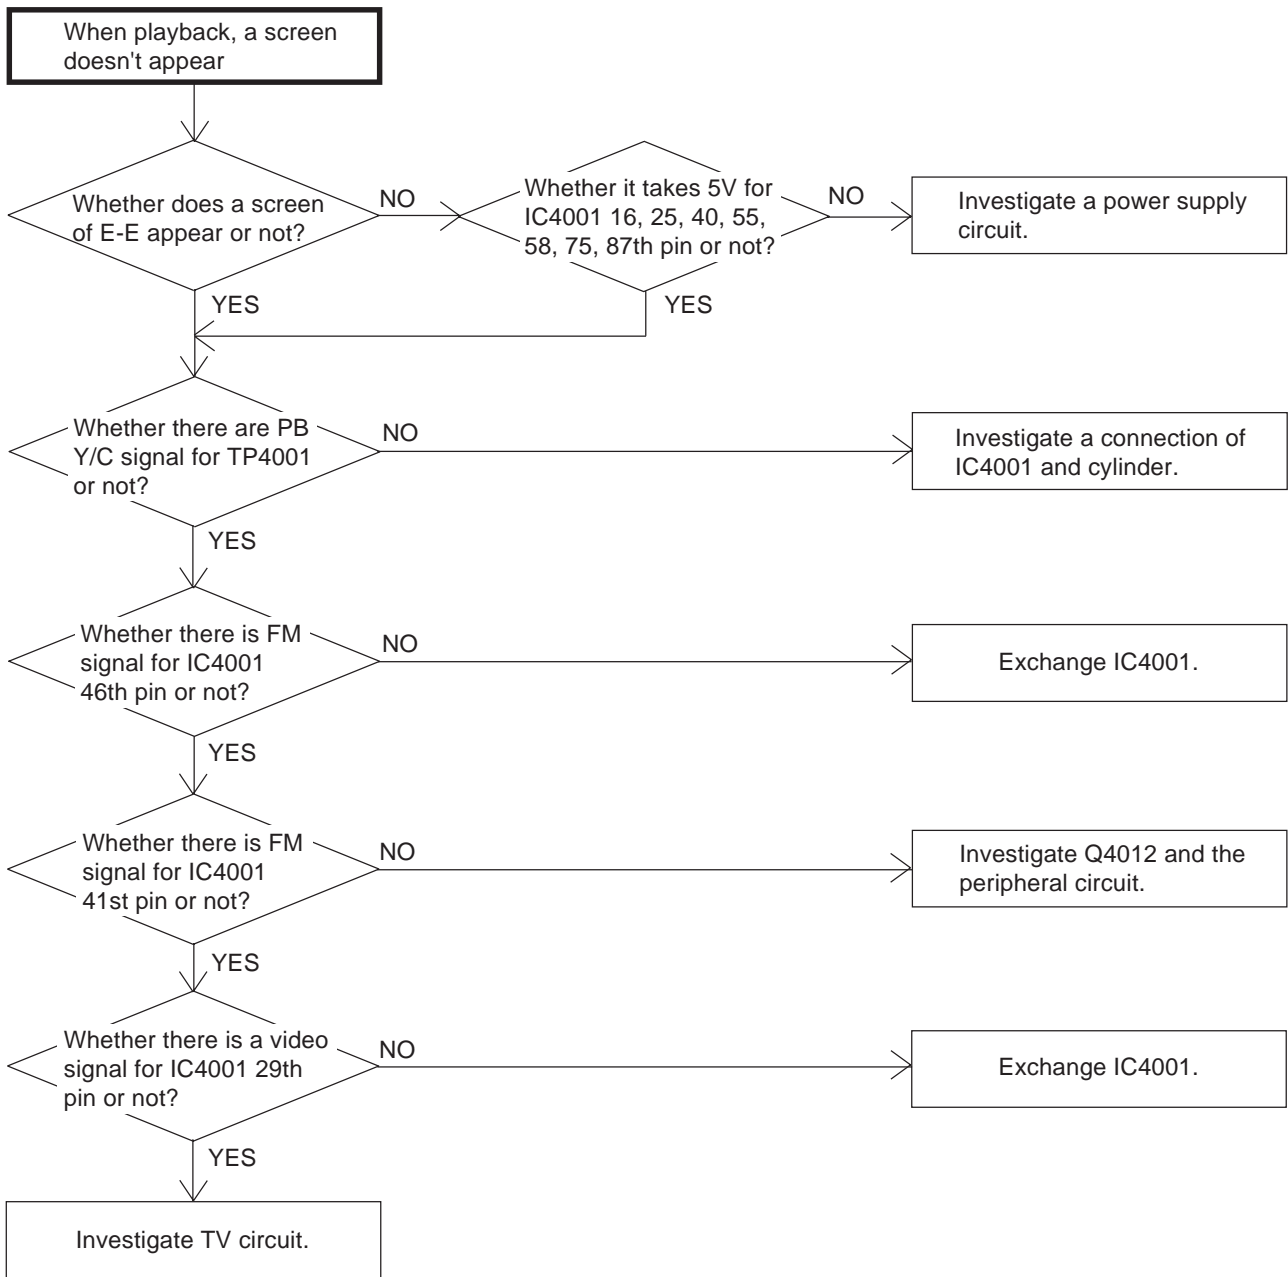 When playback, a screen
doesn't appear
Whether does a screen
of E-E appear or not?
NO
Whether it takes 5V for
IC4001 16, 25, 40, 55,
58, 75, 87th pin or not?
NO
Investigate a power supply
circuit.
YES
YES
Whether there are PB
Y/C signal for TP4001
or not?
NO
Investigate a connection of
IC4001 and cylinder.
YES
Whether there is FM
signal for IC4001
46th pin or not?
NO
Exchange IC4001.
YES
Whether there is FM
signal for IC4001
41st pin or not?
NO
Investigate Q4012 and the
peripheral circuit.
YES
Whether there is a video
signal for IC4001 29th
pin or not?
NO
Exchange IC4001.
YES
Investigate TV circuit.